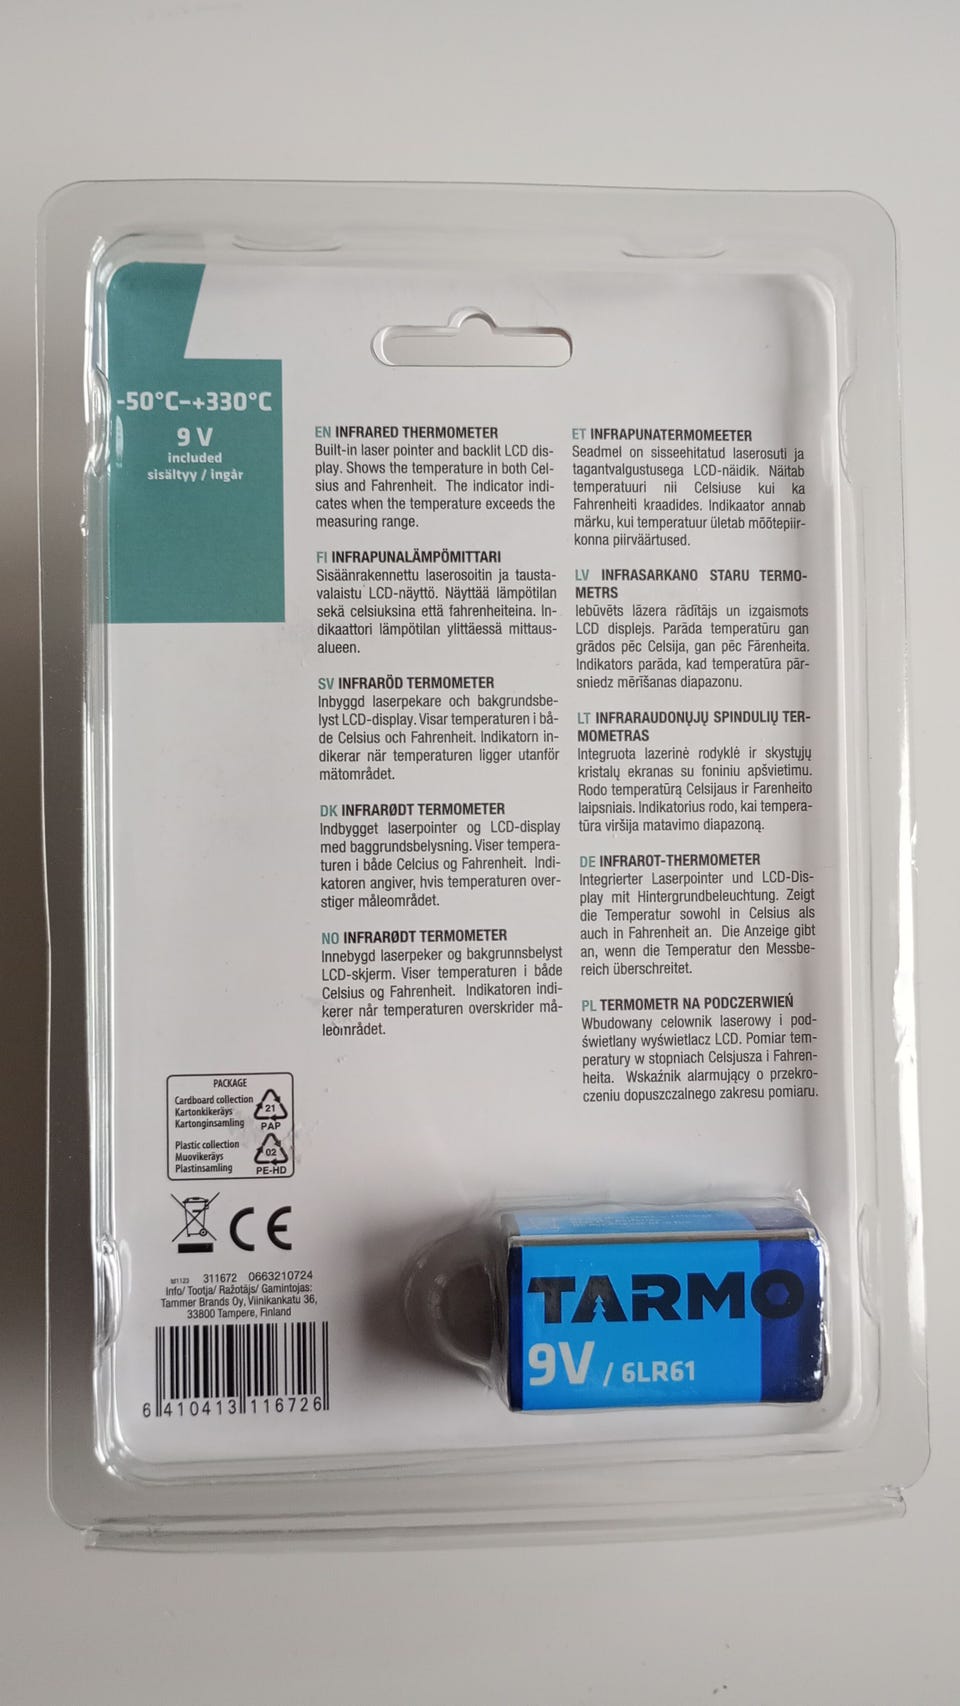 -50°C–+330°C
9 V
included
sisältyy / ingår
EN INFRARED THERMOMETER
Built-in laser pointer and backlit LCD dis-
play. Shows the temperature in both Cel-
sius and Fahrenheit. The indicator indi-
cates when the temperature exceeds the
measuring range.
FI INFRAPUNALÄMPÖMITTARI
Sisäänrakennettu laserosoitin ja tausta-
valaistu LCD-näyttö. Näyttää lämpötilan
sekä celsiuksina että fahrenheiteina. In-
dikaattori lämpötilan ylittäessä mittaus-
alueen.
SV INFRARÖD TERMOMETER
Inbyggd laserpekare och bakgrundsbe-
lyst LCD-display. Visar temperaturen i bå-
de Celcius och Fahrenheit. Indikatorn in-
dikerar när temperaturen ligger utanför
mätområdet.
DK INFRARØDT TERMOMETER
Indbygget laserpointer og LCD-display
med baggrundsbelysning. Viser tempera-
turen i både Celcius og Fahrenheit. Indi-
katoren angiver, hvis temperaturen over-
stiger måleområdet.
NO INFRARØDT TERMOMETER
Innebygd laserpeker og bakgrunnsbelyst
LCD-skjerm. Viser temperaturen i både
Celsius og Fahrenheit. Indikatoren indi-
kerer når temperaturen overskrider må-
leområdet.
ET INFRAPUNATERMOMEETER
Seadmel on sisseehitatud laserosuti ja
tagantvalgustusega LCD-näidik. Näitab
temperatuuri nii Celsiuse kui ka
Fahrenheiti kraadides. Indikaator annab
märku, kui temperatuur ületab mõõtepiir-
konna piirväärtused.
LV INFRASARKANO STARU TERMO-
METRS
Iebūvēts lāzera rādītājs un izgaismots
LCD displejs. Parāda temperatūru gan
grādos pēc Celsija, gan pēc Fārenheita.
Indikators parāda, kad temperatūra pār-
sniedz mērīšanas diapazonu.
LT INFRARAUDONŲJŲ SPINDULIŲ TER-
MOMETRAS
Integruota lazerinė rodyklė ir skystųjų
kristalų ekranas su foniniu apšvietimu.
Rodo temperatūrą Celsijaus ir Farenheito
laipsniais. Indikatorius rodo, kai tempera-
tūra viršija matavimo diapazoną.
DE INFRAROT-THERMOMETER
Integrierter Laserpointer und LCD-Dis-
play mit Hintergrundbeleuchtung. Zeigt
die Temperatur sowohl in Celsius als
auch in Fahrenheit an. Die Anzeige gibt
an, wenn die Temperatur den Messbe-
reich überschreitet.
PL TERMOMETR NA PODCZERWIEŃ
Wbudowany celownik laserowy i pod-
świetlany wyświetlacz LCD. Pomiar tem-
peratury w stopniach Celsjusza i Fahren-
heita. Wskaźnik alarmujący o przekro-
czeniu dopuszczalnego zakresu pomiaru.
PACKAGE
Cardboard collection
Kartonkikeräys
Kartonginsamling
21
PAP
Plastic collection
Muovikeräys
Plastinsamling
02
PE-HD
CE
311672 0663210724
Info/ Tootja/ Ražotājs/ Gamintojas:
Tammer Brands Oy, Viinikankatu 36,
33800 Tampere, Finland
6 410413 116726
TARMO
9V / 6LR61